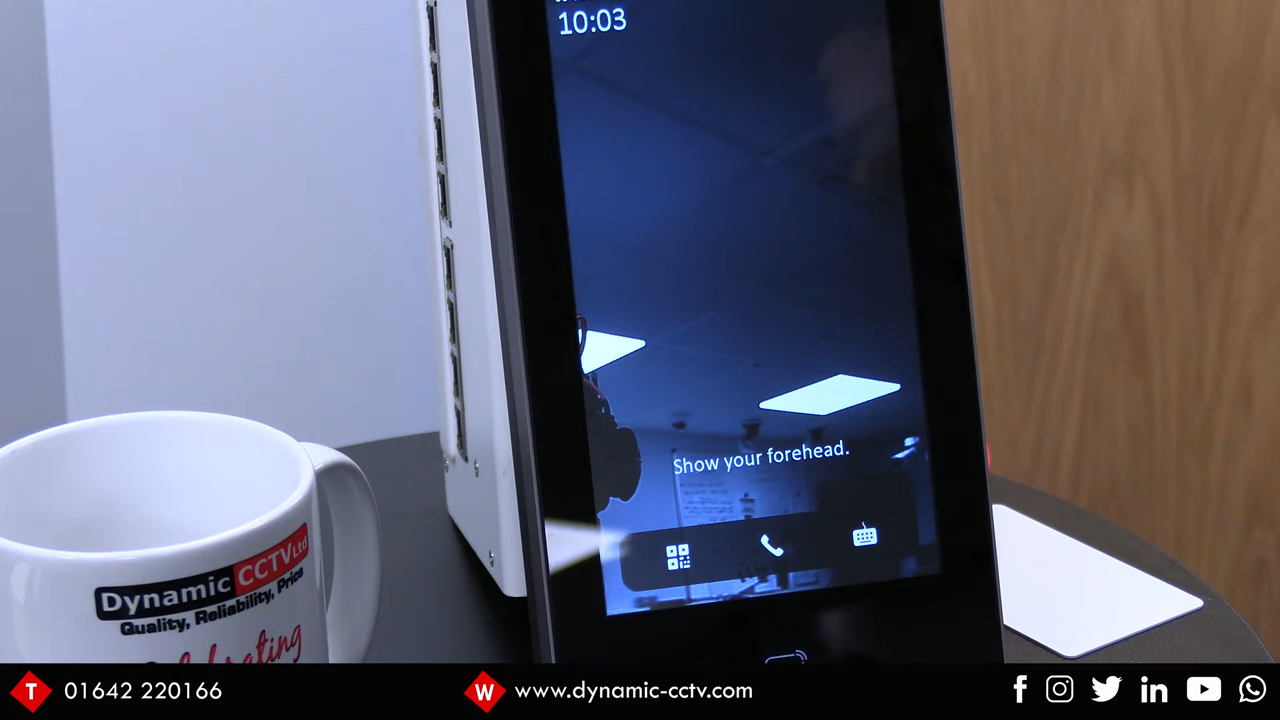 10:03
Show your forehead.
Dynamic CCTV Ltd
Quality, Reliability, Price
T 01642 220166
W www.dynamic-cctv.com